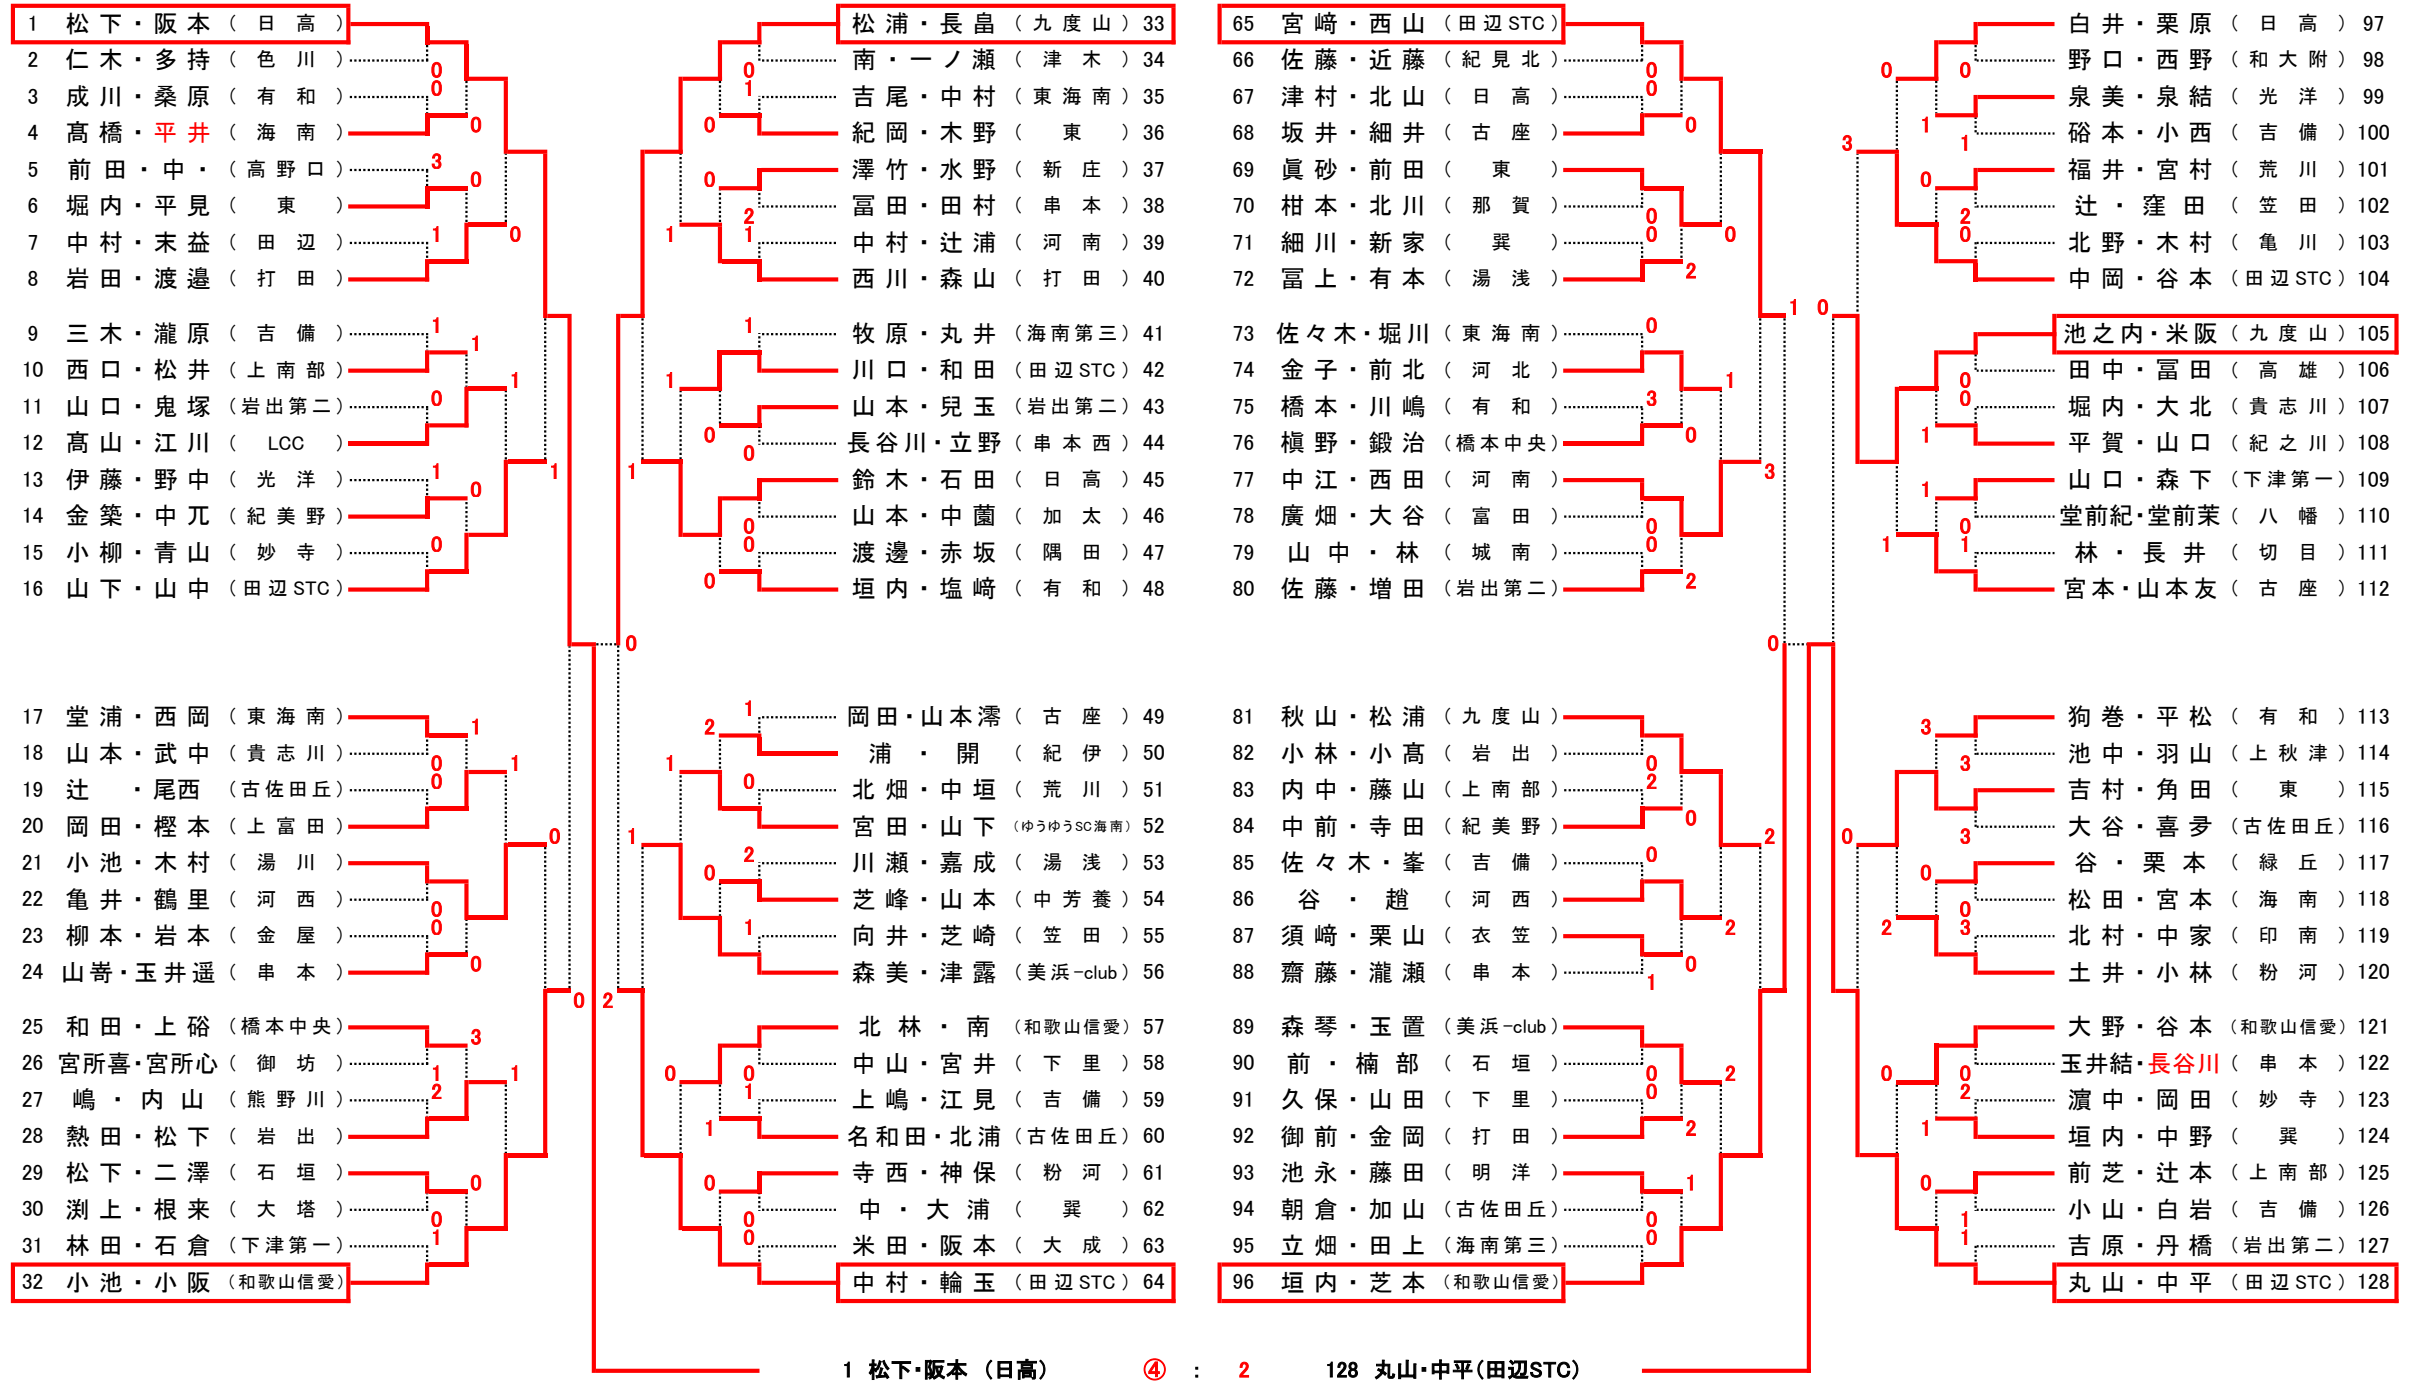 1 松下・阪本 （日高）
2 仁木・多持 （色川）
3 成川・桑原 （有和）
4 髙橋・平井 （海南）
5 前田・中・ （高野口）
6 堀内・平見 （東）
7 中村・末益 （田辺）
8 岩田・渡邉 （打田）
9 三木・瀧原 （吉備）
10 西口・松井 （上南部）
11 山口・鬼塚 （岩出第二）
12 髙山・江川 （LCC）
13 伊藤・野中 （光洋）
14 金築・中兀 （紀美野）
15 小柳・青山 （妙寺）
16 山下・山中 （田辺STC）
17 堂浦・西岡 （東海南）
18 山本・武中 （貴志川）
19 辻・尾西 （古佐田丘）
20 岡田・樫本 （上富田）
21 小池・木村 （湯川）
22 亀井・鶴里 （河西）
23 柳本・岩本 （金屋）
24 山嵜・玉井遥 （串本）
25 和田・上硲 （橋本中央）
26 宮所喜・宮所心 （御坊）
27 嶋・内山 （熊野川）
28 熱田・松下 （岩出）
29 松下・二澤 （石垣）
30 渕上・根来 （大塔）
31 林田・石倉 （下津第一）
32 小池・小阪 （和歌山信愛）
松浦・長畠 （九度山） 33
南・一ノ瀬 （津木） 34
吉尾・中村 （東海南） 35
紀岡・木野 （東） 36
澤竹・水野 （新庄） 37
冨田・田村 （串本） 38
中村・辻浦 （河南） 39
西川・森山 （打田） 40
牧原・丸井 （海南第三） 41
川口・和田 （田辺STC） 42
山本・兒玉 （岩出第二） 43
長谷川・立野 （串本西） 44
鈴木・石田 （日高） 45
山本・中薗 （加太） 46
渡邊・赤坂 （隅田） 47
垣内・塩﨑 （有和） 48
岡田・山本澪 （古座） 49
浦・開 （紀伊） 50
北畑・中垣 （荒川） 51
宮田・山下 （ゆうゆうSC海南） 52
川瀬・嘉成 （湯浅） 53
芝峰・山本 （中芳養） 54
向井・芝崎 （笠田） 55
森美・津露 （美浜-club） 56
北林・南 （和歌山信愛） 57
中山・宮井 （下里） 58
上嶋・江見 （吉備） 59
名和田・北浦 （古佐田丘） 60
寺西・神保 （粉河） 61
中・大浦 （巽） 62
米田・阪本 （大成） 63
中村・輪玉 （田辺STC） 64
65 宮﨑・西山 （田辺STC）
66 佐藤・近藤 （紀見北）
67 津村・北山 （日高）
68 坂井・細井 （古座）
69 眞砂・前田 （東）
70 柑本・北川 （那賀）
71 細川・新家 （巽）
72 冨上・有本 （湯浅）
73 佐々木・堀川 （東海南）
74 金子・前北 （河北）
75 橋本・川嶋 （有和）
76 槇野・鍛治 （橋本中央）
77 中江・西田 （河南）
78 廣畑・大谷 （富田）
79 山中・林 （城南）
80 佐藤・増田 （岩出第二）
81 秋山・松浦 （九度山）
82 小林・小髙 （岩出）
83 内中・藤山 （上南部）
84 中前・寺田 （紀美野）
85 佐々木・峯 （吉備）
86 谷・趙 （河西）
87 須﨑・栗山 （衣笠）
88 齋藤・瀧瀬 （串本）
89 森琴・玉置 （美浜-club）
90 前・楠部 （石垣）
91 久保・山田 （下里）
92 御前・金岡 （打田）
93 池永・藤田 （明洋）
94 朝倉・加山 （古佐田丘）
95 立畑・田上 （海南第三）
96 垣内・芝本 （和歌山信愛）
白井・栗原 （日高） 97
野口・西野 （和大附） 98
泉美・泉結 （光洋） 99
硲本・小西 （吉備） 100
福井・宮村 （荒川） 101
辻・窪田 （笠田） 102
北野・木村 （亀川） 103
中岡・谷本 （田辺STC） 104
池之内・米阪 （九度山） 105
田中・冨田 （高雄） 106
堀内・大北 （貴志川） 107
平賀・山口 （紀之川） 108
山口・森下 （下津第一） 109
堂前紀・堂前茉 （八幡） 110
林・長井 （切目） 111
宮本・山本友 （古座） 112
狗巻・平松 （有和） 113
池中・羽山 （上秋津） 114
吉村・角田 （東） 115
大谷・喜夛 （古佐田丘） 116
谷・栗本 （緑丘） 117
松田・宮本 （海南） 118
北村・中家 （印南） 119
土井・小林 （粉河） 120
大野・谷本 （和歌山信愛） 121
玉井結・長谷川 （串本） 122
濵中・岡田 （妙寺） 123
垣内・中野 （巽） 124
前芝・辻本 （上南部） 125
小山・白岩 （吉備） 126
吉原・丹橋 （岩出第二） 127
丸山・中平 （田辺STC） 128
1 松下・阪本 （日高） ④ : 2 128 丸山・中平（田辺STC）